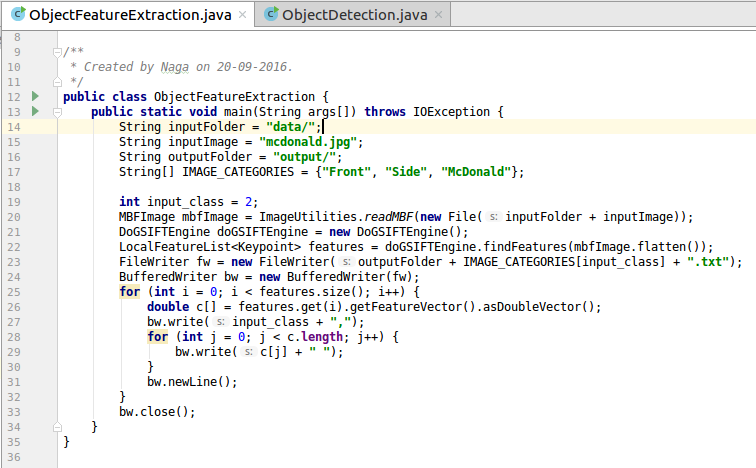 ObjectFeatureExtraction.java × ObjectDetection.java ×
8
9 /**
10  * Created by Naga on 20-09-2016.
11  */
12 public class ObjectFeatureExtraction {
13     public static void main(String args[]) throws IOException {
14         String inputFolder = "data/";
15         String inputImage = "mcdonald.jpg";
16         String outputFolder = "output/";
17         String[] IMAGE_CATEGORIES = {"Front", "Side", "McDonald"};
18
19         int input_class = 2;
20         MBFImage mbfImage = ImageUtilities.readMBF(new File( s: inputFolder + inputImage));
21         DoGSIFTEngine doGSIFTEngine = new DoGSIFTEngine();
22         LocalFeatureList<Keypoint> features = doGSIFTEngine.findFeatures(mbfImage.flatten());
23         FileWriter fw = new FileWriter( s: outputFolder + IMAGE_CATEGORIES[input_class] + ".txt");
24         BufferedWriter bw = new BufferedWriter(fw);
25         for (int i = 0; i < features.size(); i++) {
26             double c[] = features.get(i).getFeatureVector().asDoubleVector();
27             bw.write( s: input_class + ",");
28             for (int j = 0; j < c.length; j++) {
29                 bw.write( s: c[j] + " ");
30             }
31             bw.newLine();
32         }
33         bw.close();
34     }
35 }
36